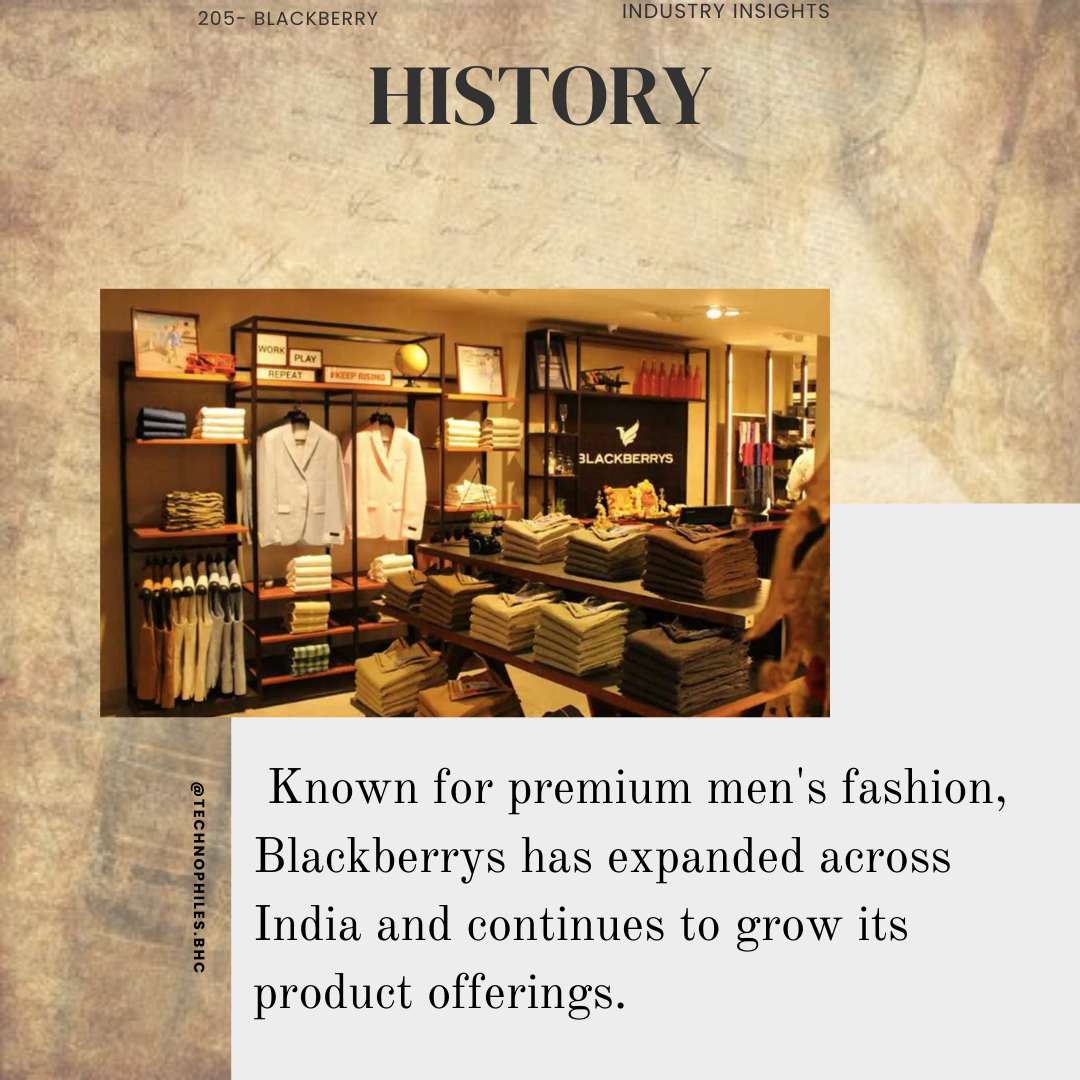 205- BLACKBERRY
INDUSTRY INSIGHTS
HISTORY
WORK
PLAY
REPEAT
#KEEP RISING
BLACKBERRYS
@TECHNOPHILES.BHC
Known for premium men's fashion,
Blackberrys has expanded across
India and continues to grow its
product offerings.